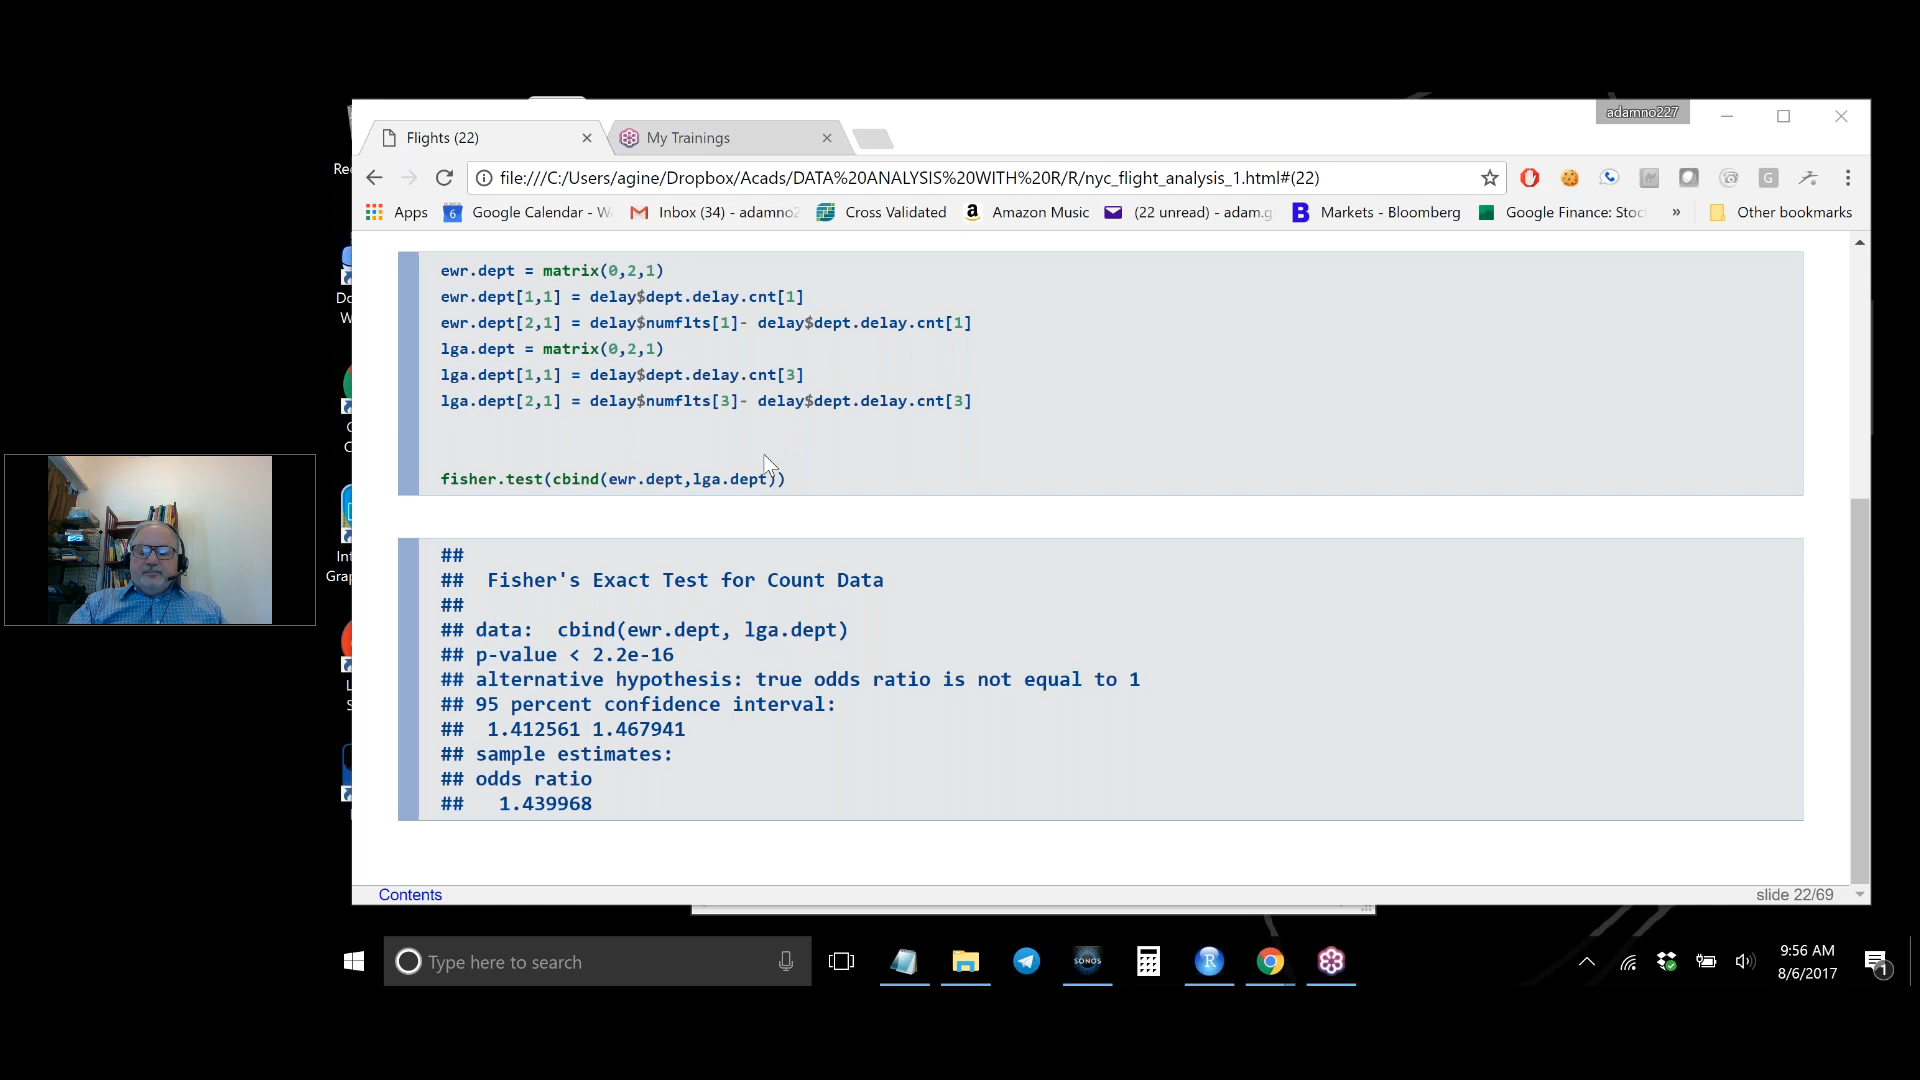 adamno227
Flights (22)
My Trainings
file:///C:/Users/agine/Dropbox/Acads/DATA%20ANALYSIS%20WITH%20R/R/nyc_flight_analysis_1.html#(22)
Apps
6
Google Calendar - W
Inbox (34) - adamno2
Cross Validated
a
Amazon Music
(22 unread) - adam.g
B
Markets - Bloomberg
Google Finance: Stoc
»
Other bookmarks
ewr.dept = matrix(0,2,1)
ewr.dept[1,1] = delay$dept.delay.cnt[1]
ewr.dept[2,1] = delay$numflts[1]- delay$dept.delay.cnt[1]
lga.dept = matrix(0,2,1)
lga.dept[1,1] = delay$dept.delay.cnt[3]
lga.dept[2,1] = delay$numflts[3]- delay$dept.delay.cnt[3]
fisher.test(cbind(ewr.dept,lga.dept))
##
##  Fisher's Exact Test for Count Data
##
## data:  cbind(ewr.dept, lga.dept)
## p-value < 2.2e-16
## alternative hypothesis: true odds ratio is not equal to 1
## 95 percent confidence interval:
##  1.412561 1.467941
## sample estimates:
## odds ratio
##   1.439968
Contents
slide 22/69
Type here to search
SONOS
R
9:56 AM
8/6/2017
1